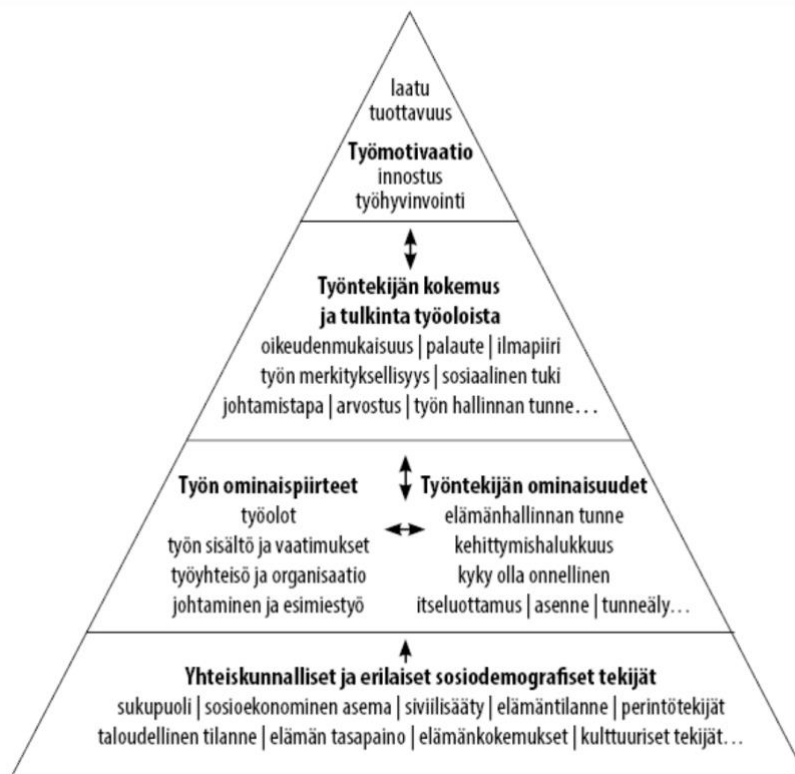 laatu
tuottavuus
Työmotivaatio
innostus
työhyvinvointi
Työntekijän kokemus
ja tulkinta työoloista
oikeudenmukaisuus | palaute | ilmapiiri
työn merkityksellisyys | sosiaalinen tuki
johtamistapa | arvostus | työn hallinnan tunne…
Työn ominaispiirteet
työolot
työn sisältö ja vaatimukset
työyhteisö ja organisaatio
johtaminen ja esimiestyö
Työntekijän ominaisuudet
elämänhallinnan tunne
kehittymishalukkuus
kyky olla onnellinen
itseluottamus | asenne | tunneäly…
Yhteiskunnalliset ja erilaiset sosiodemografiset tekijät
sukupuoli | sosioekonominen asema | siviilisääty | elämäntilanne | perintötekijät
taloudellinen tilanne | elämän tasapaino | elämänkokemukset | kulttuuriset tekijät…